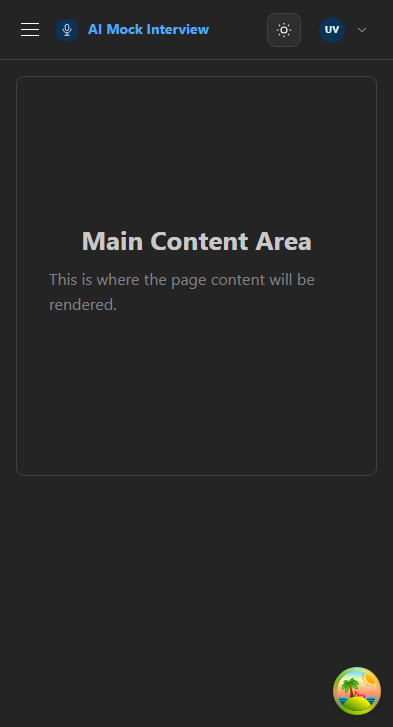 AI Mock Interview
UV
Main Content Area
This is where the page content will be
rendered.